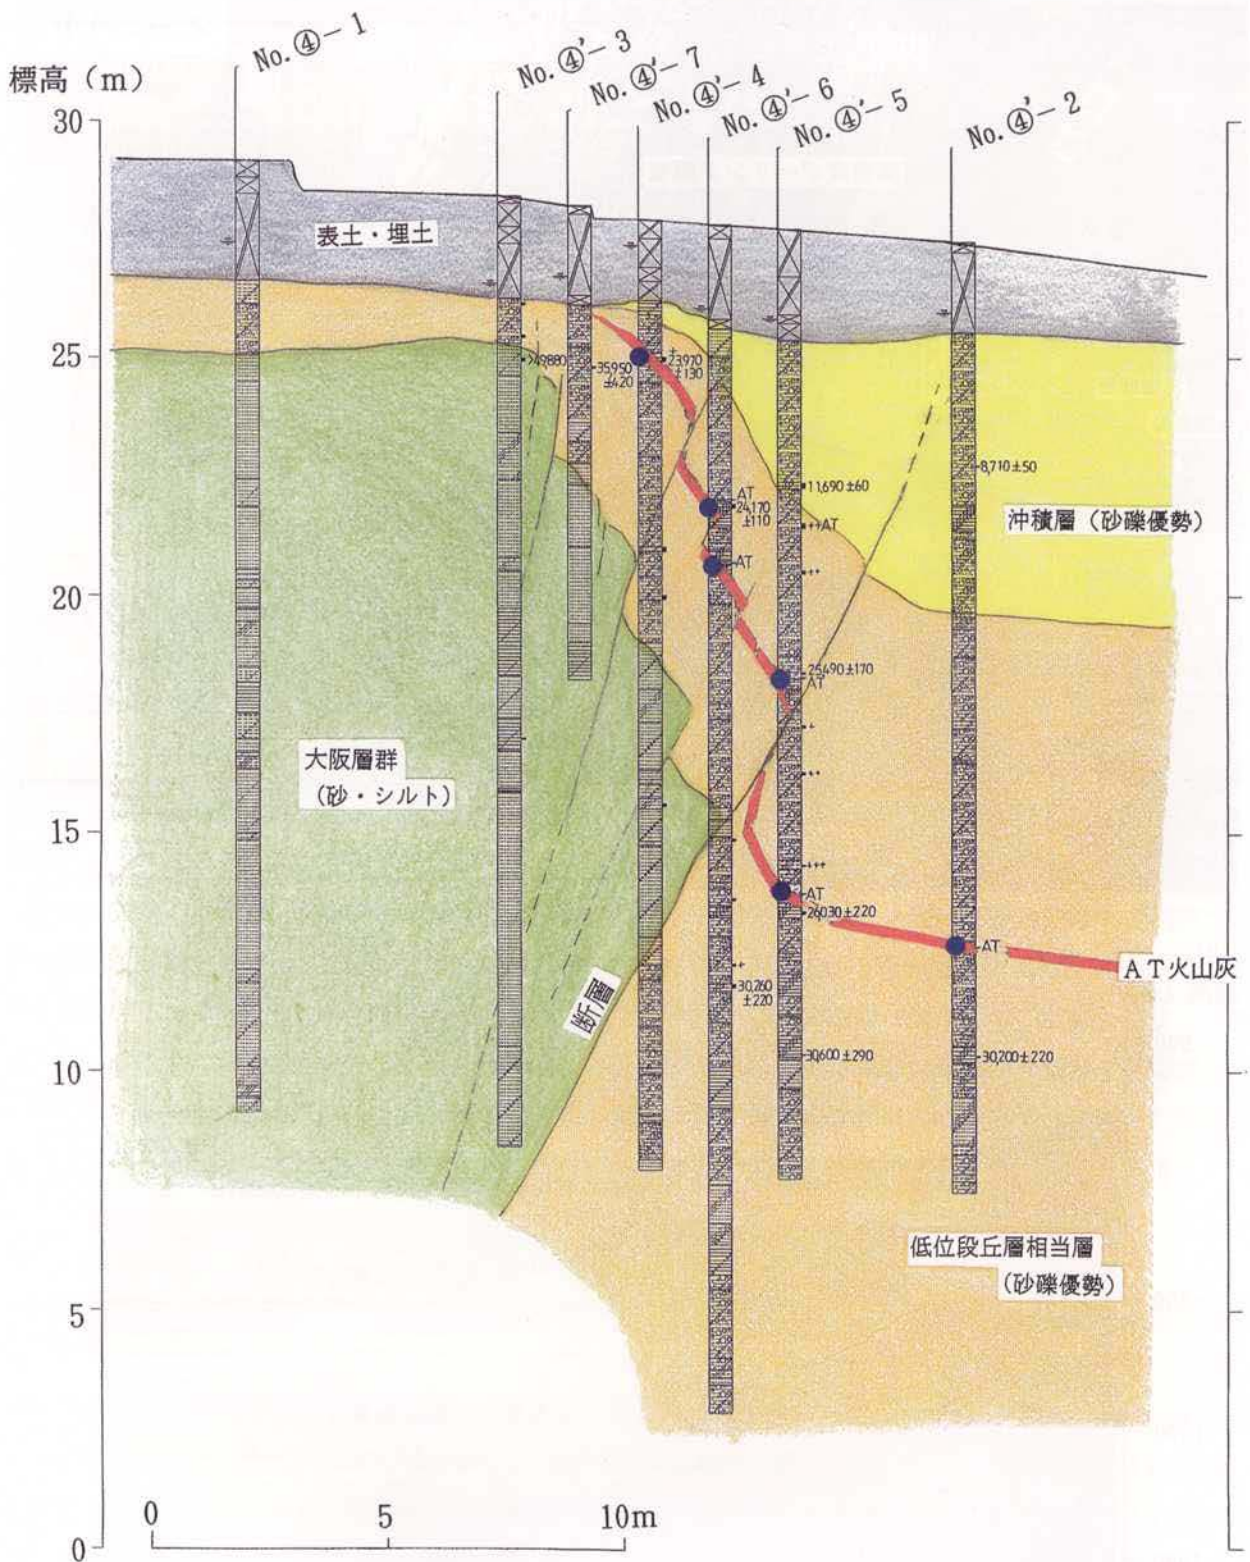 標高（m）
No. ④-1
No. ④'-3
No. ④'-7
No. ④'-4
No. ④'-6
No. ④'-5
No. ④'-2
30
25
20
15
10
5
0
表土・埋土
>49880
35,950
±420
23,970
±130
AT
24,170
±110
AT
8,710±50
11,690±60
+++AT
++
沖積層（砂礫優勢）
25,490±170
AT
+
+++
大阪層群
（砂・シルト）
+++
AT
26,030±220
AT
AT火山灰
++
30,260
±220
断層
30,600±290
30,200±220
低位段丘層相当層
（砂礫優勢）
0
5
10m